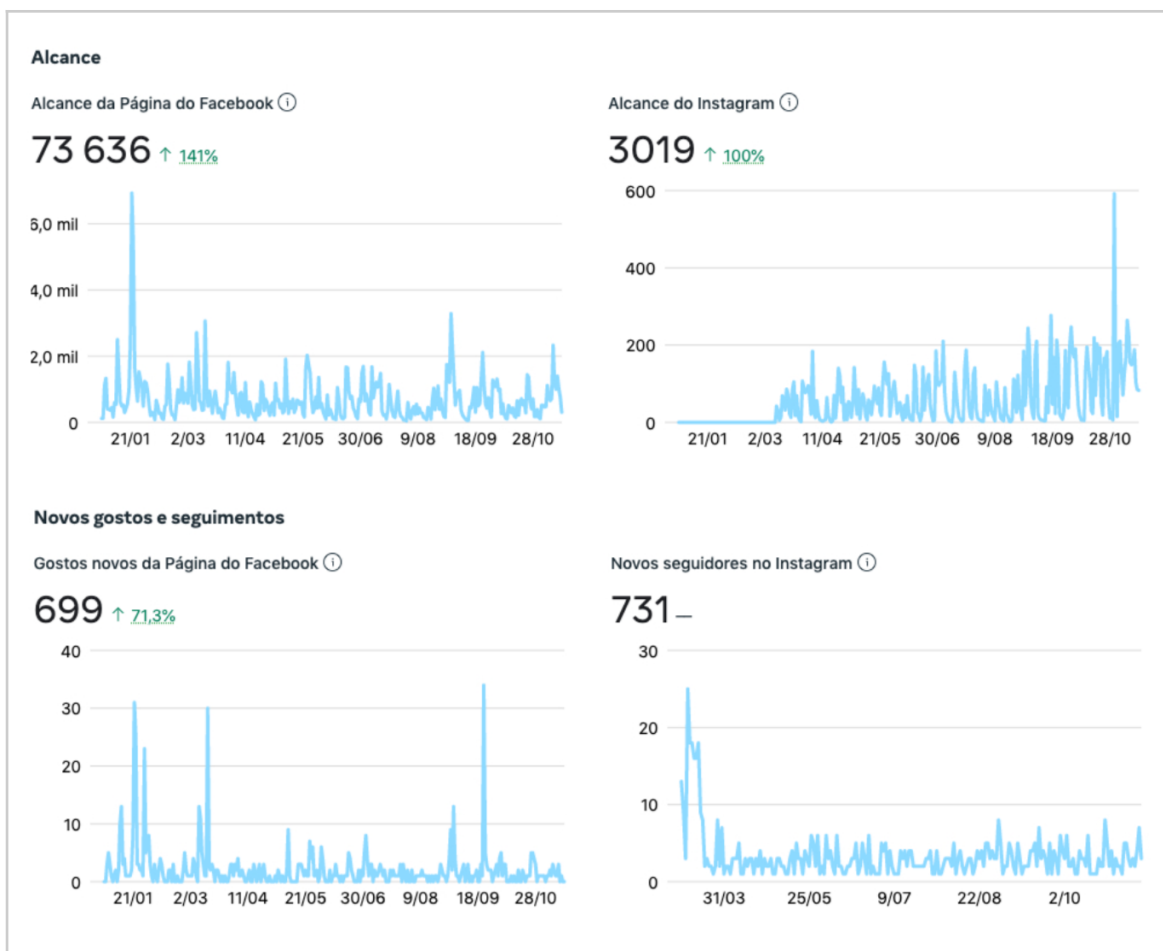 Alcance
Alcance da Página do Facebook
73 636 ↑ 141%
6,0 mil
4,0 mil
2,0 mil
0
21/01 2/03 11/04 21/05 30/06 9/08 18/09 28/10
Alcance do Instagram
3019 ↑ 100%
600
400
200
0
21/01 2/03 11/04 21/05 30/06 9/08 18/09 28/10
Novos gostos e seguimentos
Gostos novos da Página do Facebook
699 ↑ 71,3%
40
30
20
10
0
21/01 2/03 11/04 21/05 30/06 9/08 18/09 28/10
Novos seguidores no Instagram
731 —
30
20
10
0
31/03 25/05 9/07 22/08 2/10